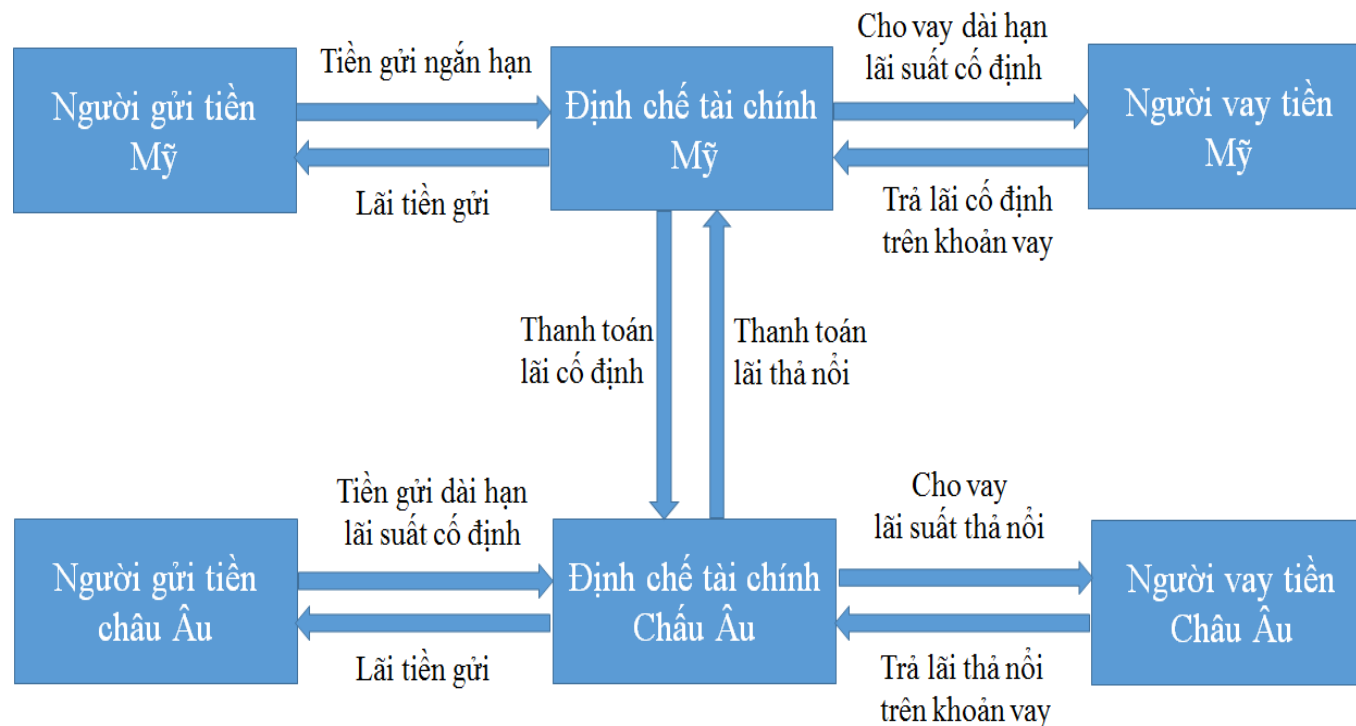 Tiền gửi ngắn hạn
Cho vay dài hạn
lãi suất cố định
Người gửi tiền
Mỹ
Định chế tài chính
Mỹ
Người vay tiền
Mỹ
Lãi tiền gửi
Trả lãi cố định
trên khoản vay
Thanh toán
lãi cố định
Thanh toán
lãi thả nổi
Tiền gửi dài hạn
lãi suất cố định
Cho vay
lãi suất thả nổi
Người gửi tiền
châu Âu
Định chế tài chính
Chấu Âu
Người vay tiền
Châu Âu
Lãi tiền gửi
Trả lãi thả nổi
trên khoản vay